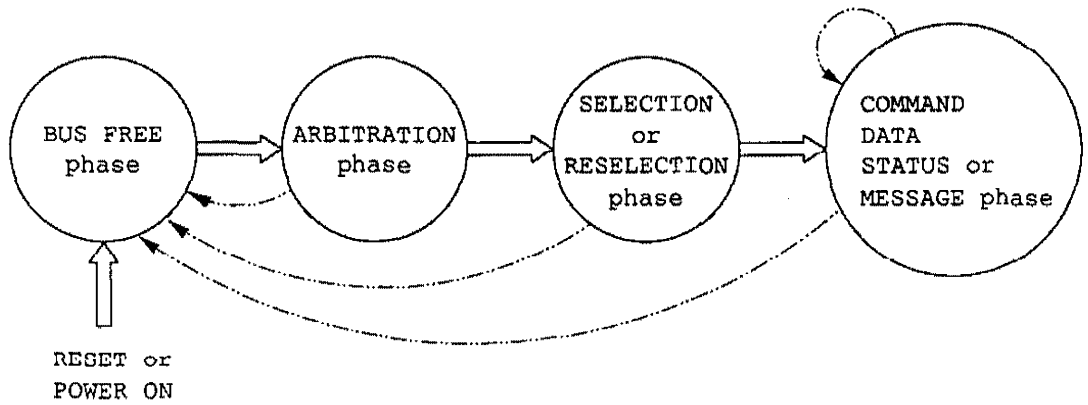 BUS FREE
phase
ARBITRATION
phase
SELECTION
or
RESELECTION
phase
COMMAND
DATA
STATUS or
MESSAGE phase
RESET or
POWER ON